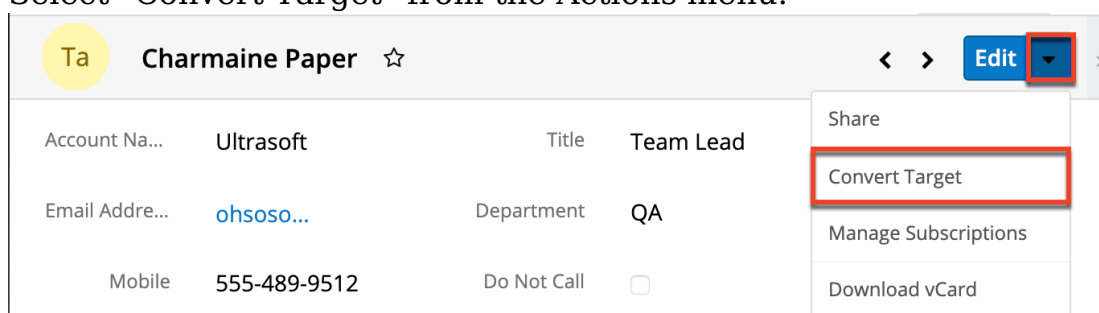 Select "Convert Target" from the Actions menu.
Ta Charmaine Paper Edit
Share
Account Na... Ultrasoft Title Team Lead
Convert Target
Email Addre... ohsoso... Department QA
Manage Subscriptions
Mobile 555-489-9512 Do Not Call
Download vCard